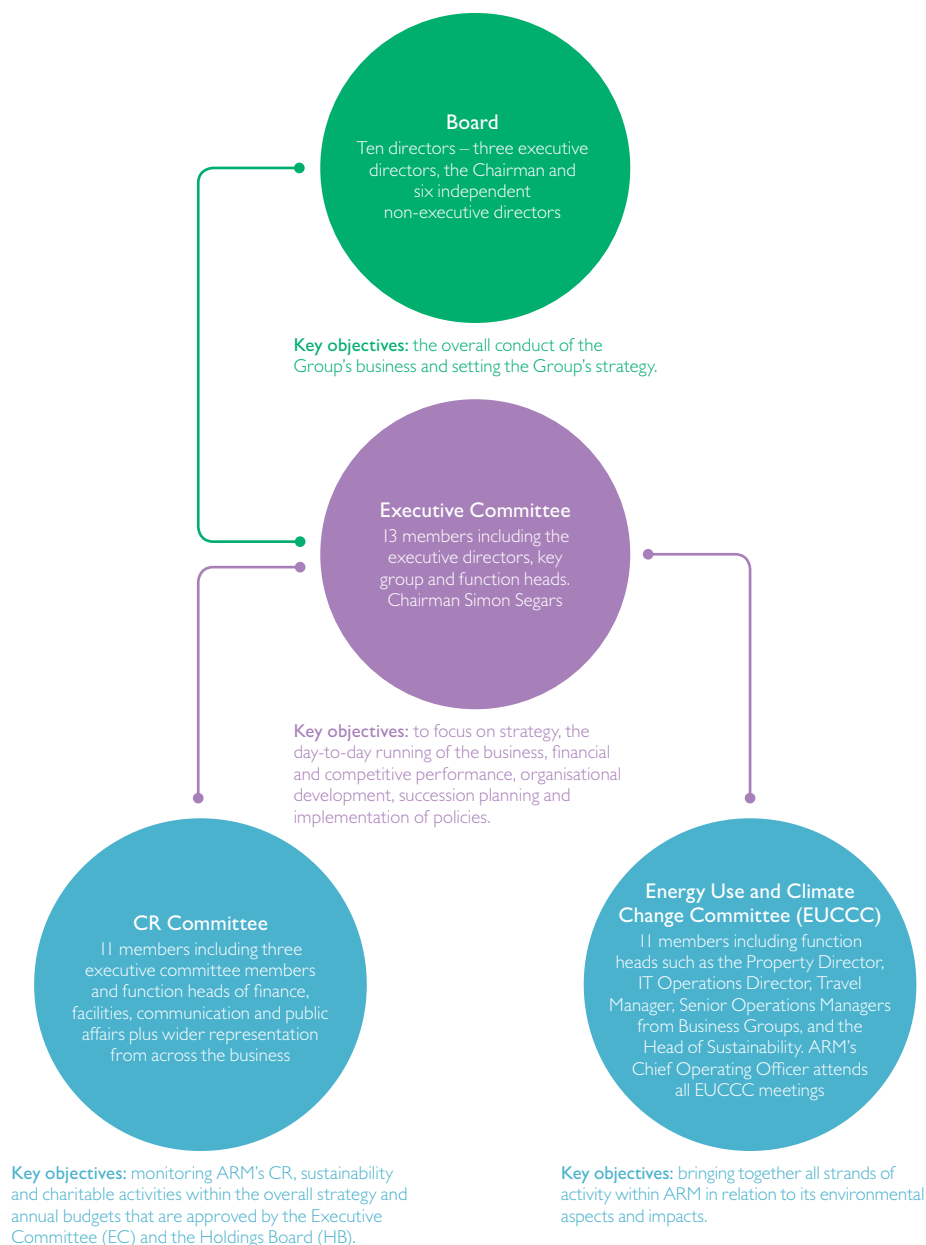 Board
Ten directors – three executive
directors, the Chairman and
six independent
non-executive directors
Key objectives: the overall conduct of the
Group's business and setting the Group's strategy.
Executive Committee
13 members including the
executive directors, key
group and function heads.
Chairman Simon Segars
Key objectives: to focus on strategy, the
day-to-day running of the business, financial
and competitive performance, organisational
development, succession planning and
implementation of policies.
CR Committee
11 members including three
executive committee members
and function heads of finance,
facilities, communication and public
affairs plus wider representation
from across the business
Key objectives: monitoring ARM's CR, sustainability
and charitable activities within the overall strategy and
annual budgets that are approved by the Executive
Committee (EC) and the Holdings Board (HB).
Energy Use and Climate
Change Committee (EUCCC)
11 members including function
heads such as the Property Director,
IT Operations Director, Travel
Manager, Senior Operations Managers
from Business Groups, and the
Head of Sustainability. ARM's
Chief Operating Officer attends
all EUCCC meetings
Key objectives: bringing together all strands of
activity within ARM in relation to its environmental
aspects and impacts.